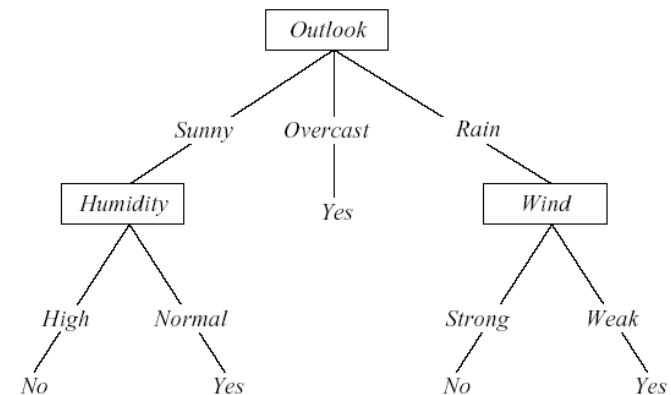 Outlook
Sunny Overcast Rain
Humidity Yes Wind
High Normal Strong Weak
No Yes No Yes